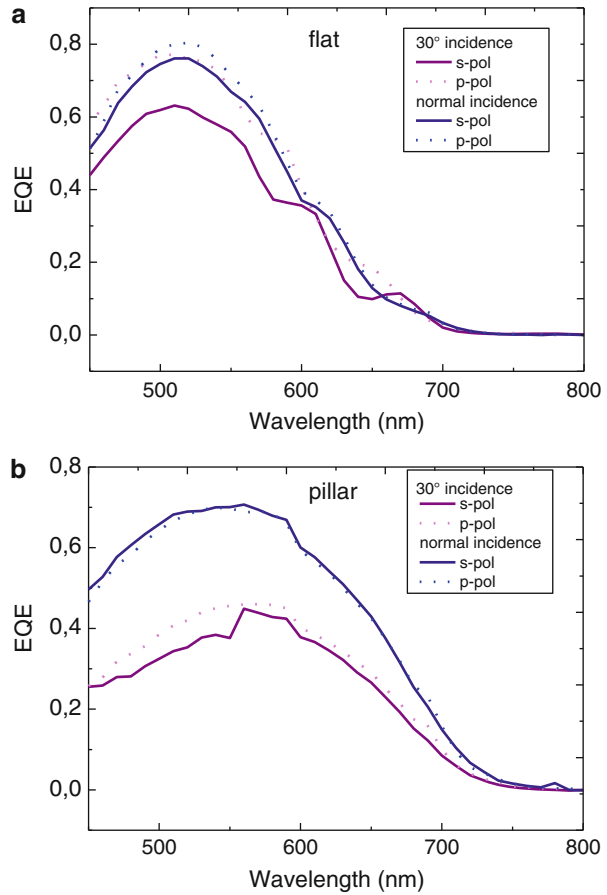 a
flat
30° incidence
s-pol
p-pol
normal incidence
s-pol
p-pol
0,8
0,6
0,4
0,2
0,0
EQE
500
600
700
800
Wavelength (nm)
b
pillar
30° incidence
s-pol
p-pol
normal incidence
s-pol
p-pol
0,8
0,6
0,4
0,2
0,0
EQE
500
600
700
800
Wavelength (nm)